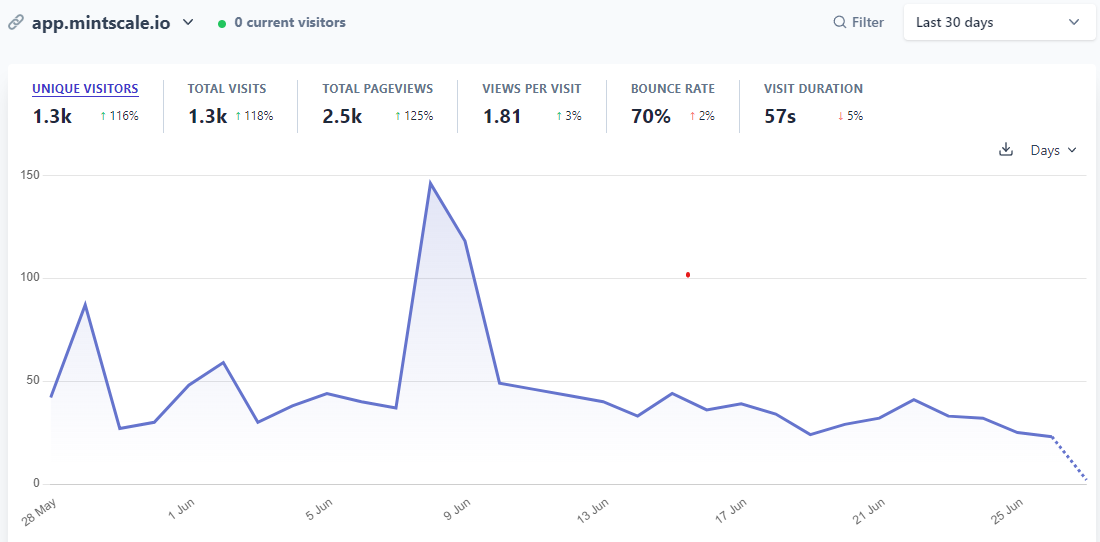 app.mintscale.io 0 current visitors Filter Last 30 days
UNIQUE VISITORS TOTAL VISITS TOTAL PAGEVIEWS VIEWS PER VISIT BOUNCE RATE VISIT DURATION
1.3k ↑ 116% 1.3k ↑ 118% 2.5k ↑ 125% 1.81 ↑ 3% 70% ↑ 2% 57s ↓ 5%
Days
150
100
50
0
28 May 1 Jun 5 Jun 9 Jun 13 Jun 17 Jun 21 Jun 25 Jun